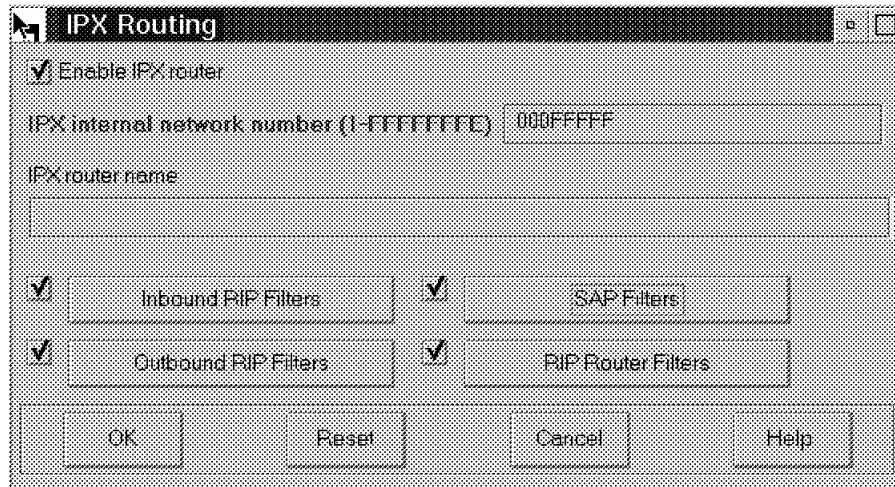 IPX Routing
Enable IPX router
IPX internal network number (1-FFFFFFFE) 000FFFFF
IPX router name
Inbound RIP Filters SAP Filters
Outbound RIP Filters RIP Router Filters
OK Reset Cancel Help